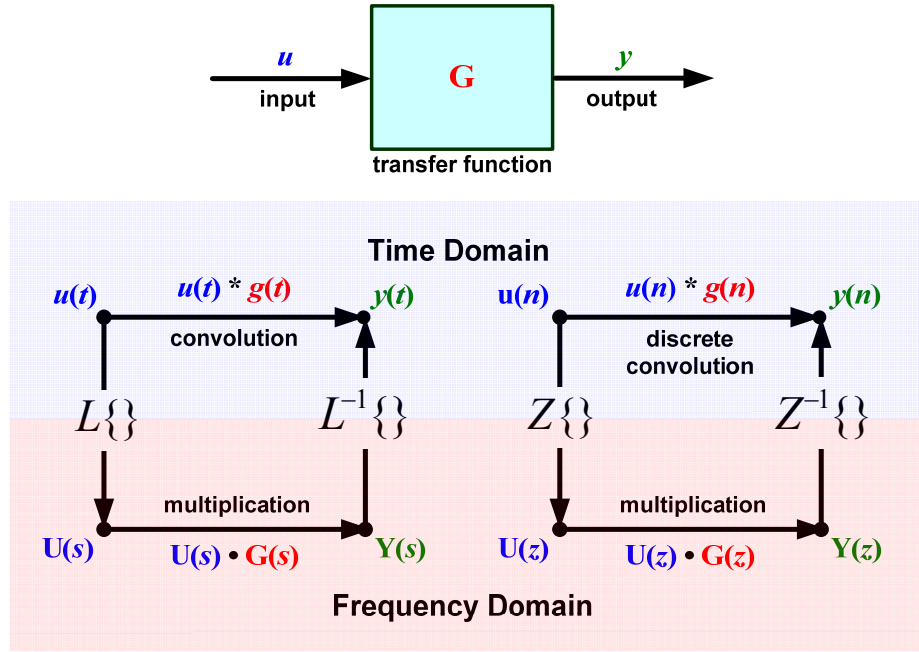 u
G
y
input
output
transfer function
Time Domain
u(t)
u(t) * g(t)
y(t)
convolution
u(n)
u(n) * g(n)
y(n)
discrete
convolution
L{}
L⁻¹{}
Z{}
Z⁻¹{}
multiplication
U(s)
U(s) • G(s)
Y(s)
multiplication
U(z)
U(z) • G(z)
Y(z)
Frequency Domain